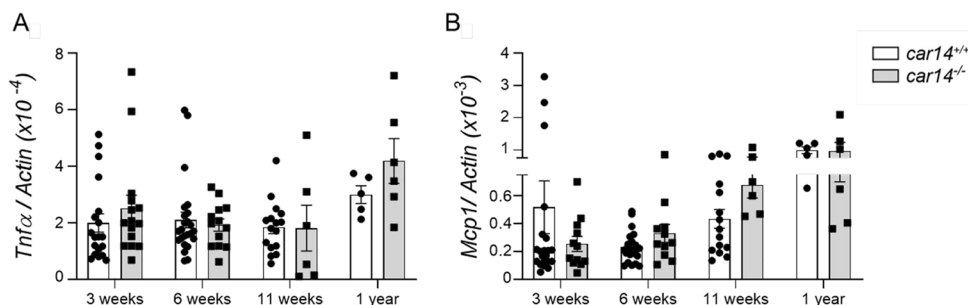 A
Tnfα / Actin (x10⁻⁴)
8
6
4
2
0
3 weeks
6 weeks
11 weeks
1 year
B
Mcp1/ Actin (x10⁻³)
4
3
2
1
0.6
0.4
0.2
0
3 weeks
6 weeks
11 weeks
1 year
car14⁺/⁺
car14⁻/⁻